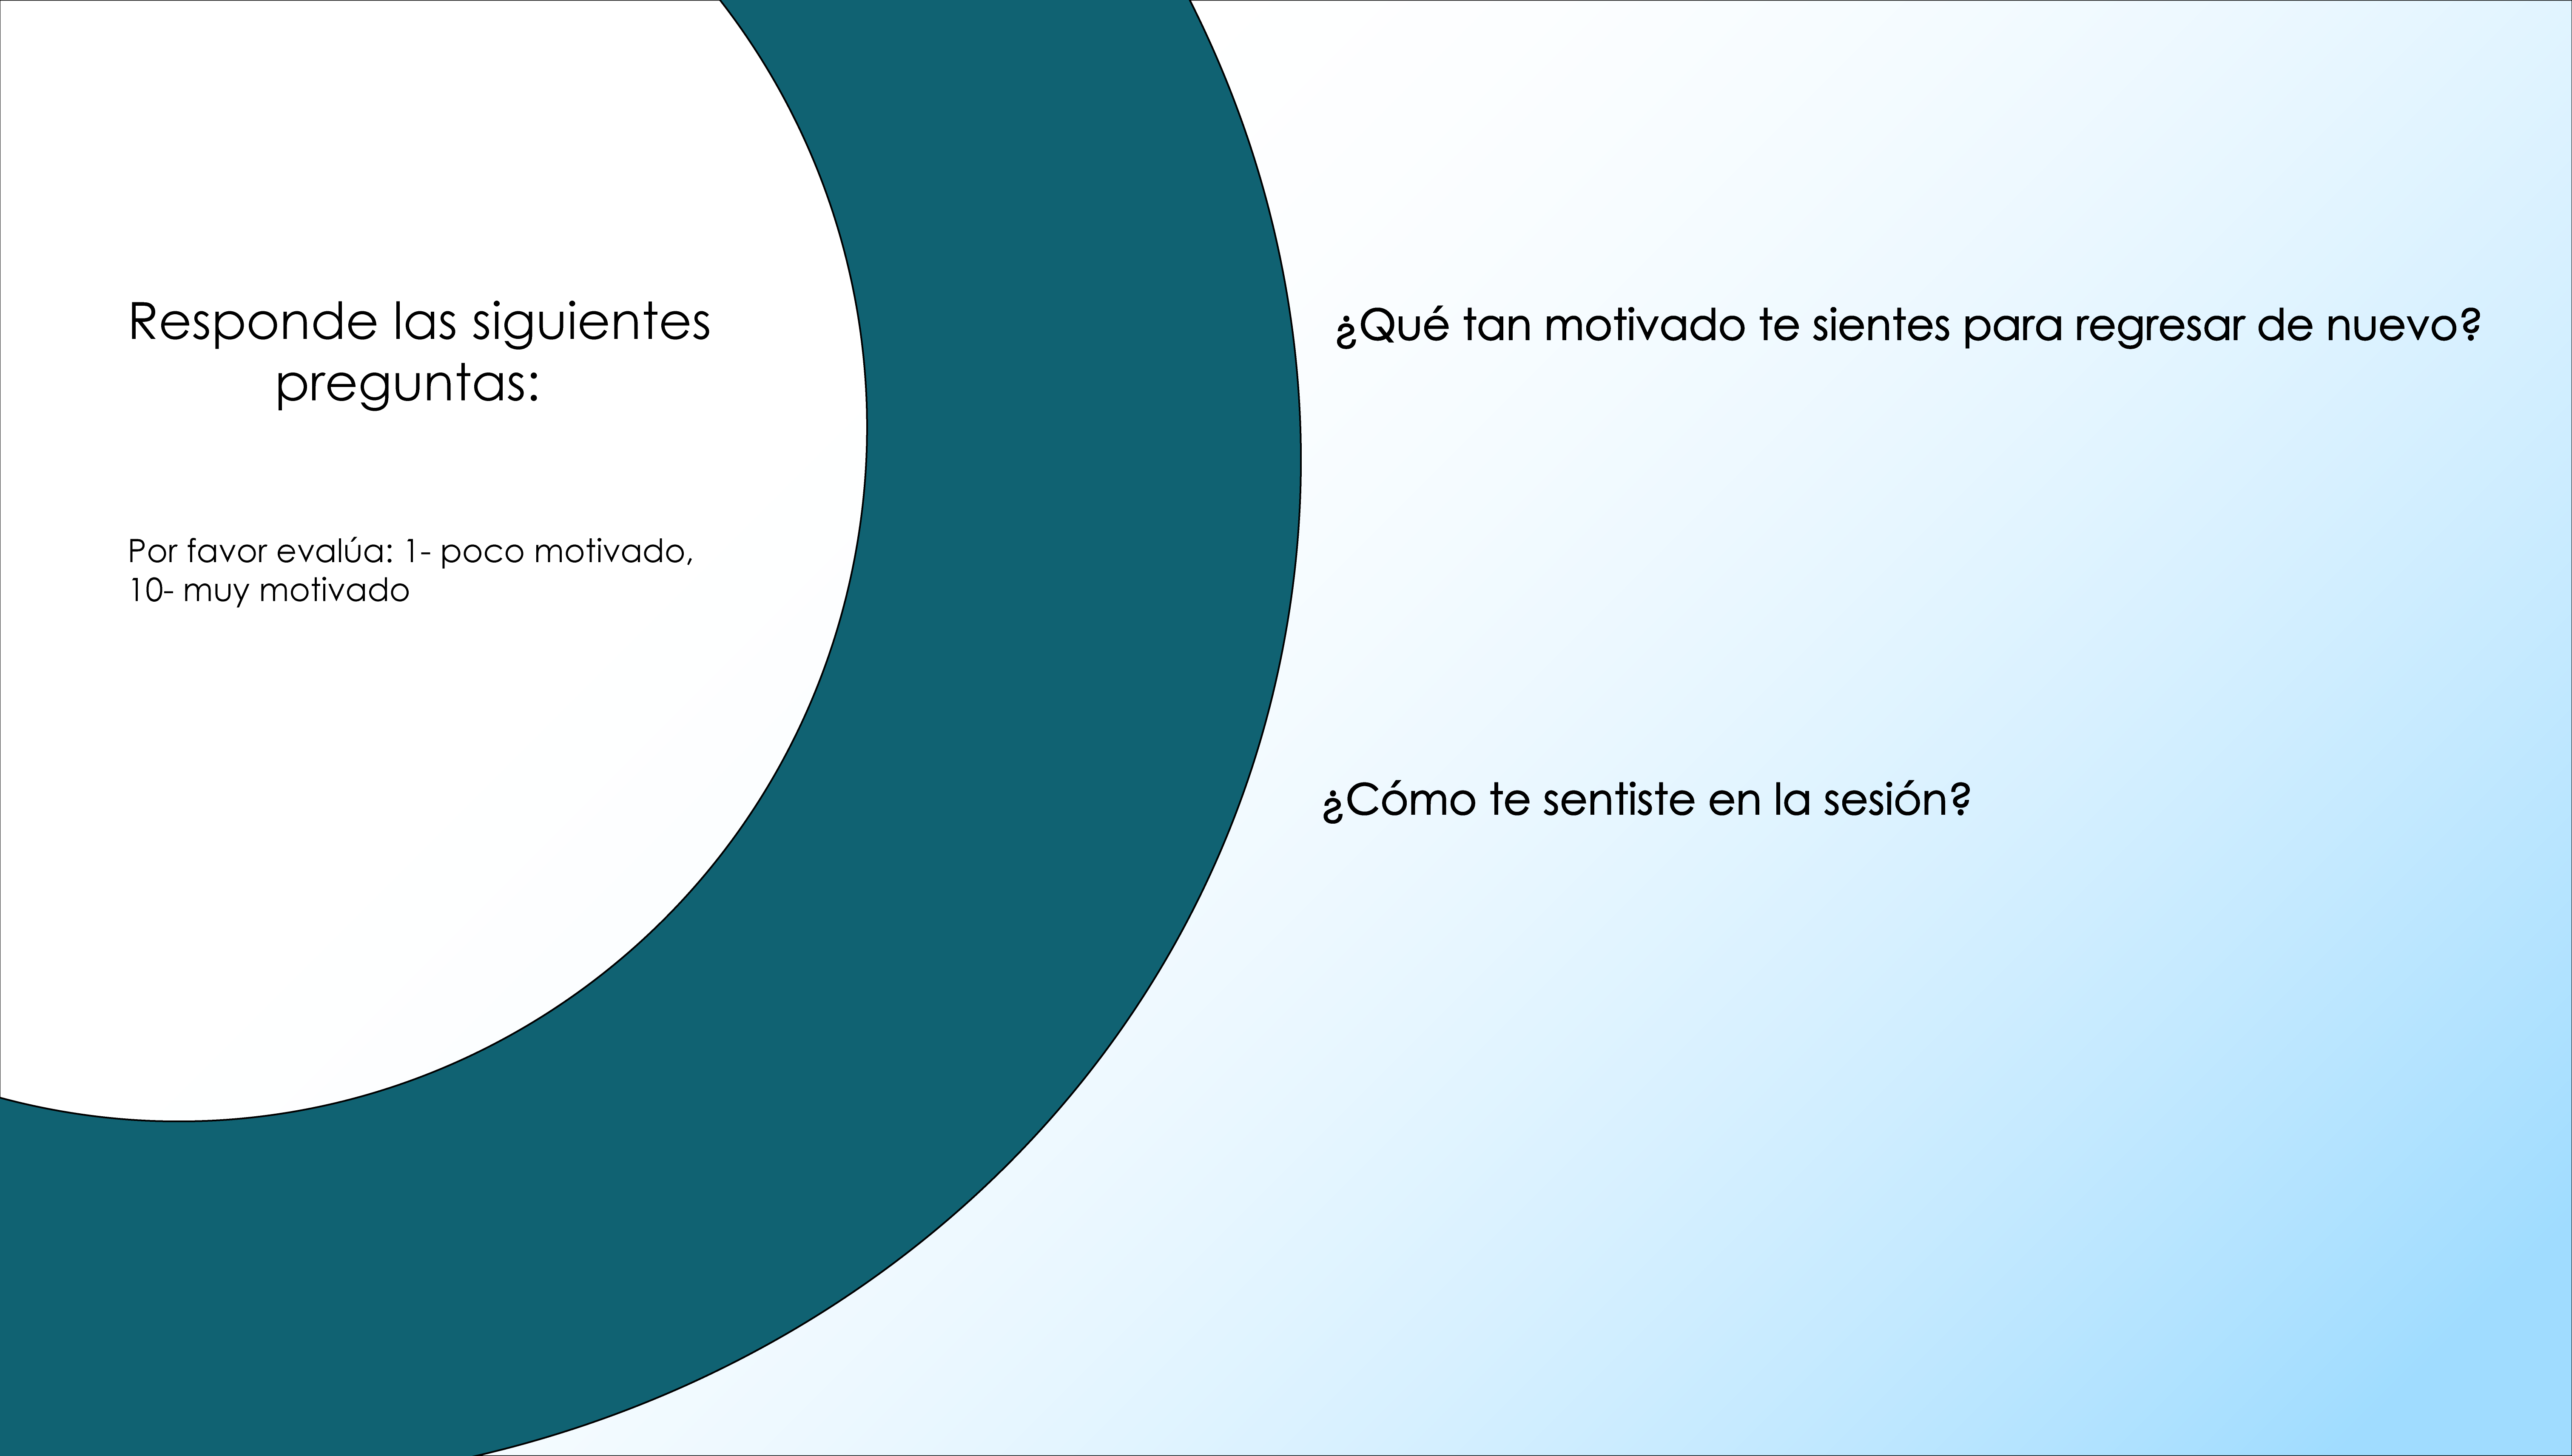 Responde las siguientes
preguntas:
Por favor evalúa: 1- poco motivado,
10- muy motivado
¿Qué tan motivado te sientes para regresar de nuevo?
¿Cómo te sentiste en la sesión?